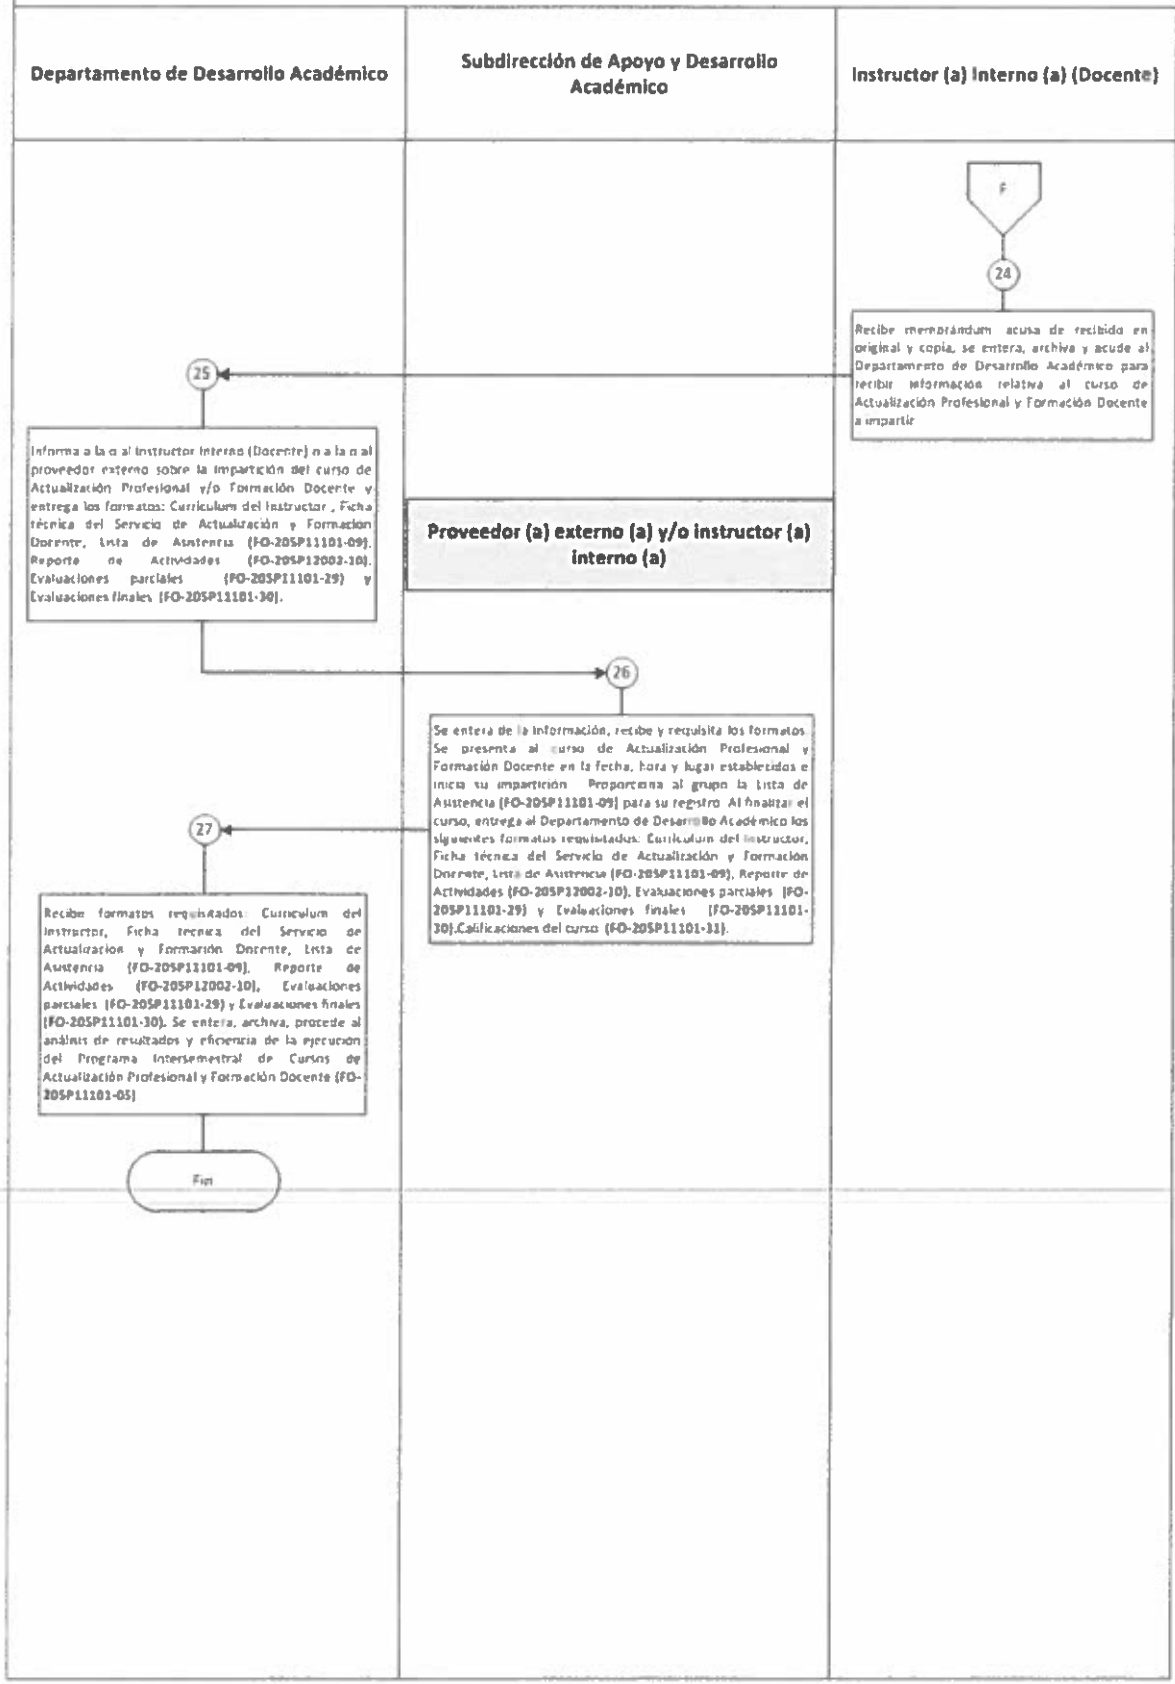 Departamento de Desarrollo Académico
Subdirección de Apoyo y Desarrollo
Académico
Instructor (a) Interno (a) (Docente)
F
24
Recibe memorándum acusa de recibido en
original y copia, se entera, archiva y acude al
Departamento de Desarrollo Académico para
recibir información relativa al curso de
Actualización Profesional y Formación Docente
a impartir
25
Informa a la o al Instructor Interno (Docente) o a la o al
proveedor externo sobre la impartición del curso de
Actualización Profesional y/o Formación Docente y
entrega los formatos: Curriculum del Instructor , Ficha
técnica del Servicio de Actualización y Formación
Docente, Lista de Asistencia (FO-205P11101-09),
Reporte de Actividades (FO-205P12002-10),
Evaluaciones parciales (FO-205P11101-29) y
Evaluaciones finales (FO-205P11101-30).
Proveedor (a) externo (a) y/o instructor (a)
interno (a)
26
Se entera de la información, recibe y requisita los formatos.
Se presenta al curso de Actualización Profesional y
Formación Docente en la fecha, hora y lugar establecidos e
inicia su impartición Proporciona al grupo la Lista de
Asistencia (FO-205P11101-09) para su registro. Al finalizar el
curso, entrega al Departamento de Desarrollo Académico los
siguientes formatos requisitados: Curriculum del Instructor,
Ficha técnica del Servicio de Actualización y Formación
Docente, Lista de Asistencia (FO-205P11101-09), Reporte de
Actividades (FO-205P12002-10), Evaluaciones parciales (FO-
205P11101-29) y Evaluaciones finales (FO-205P11101-
30).Calificaciones del curso (FO-205P11101-31).
27
Recibe formatos requisitados: Curriculum del
Instructor, Ficha técnica del Servicio de
Actualización y Formación Docente, Lista de
Asistencia (FO-205P11101-09), Reporte de
Actividades (FO-205P12002-10), Evaluaciones
parciales (FO-205P11101-29) y Evaluaciones finales
(FO-205P11101-30). Se entera, archiva, procede al
análisis de resultados y eficiencia de la ejecución
del Programa Intersemestral de Cursos de
Actualización Profesional y Formación Docente (FO-
205P11101-05)
Fin